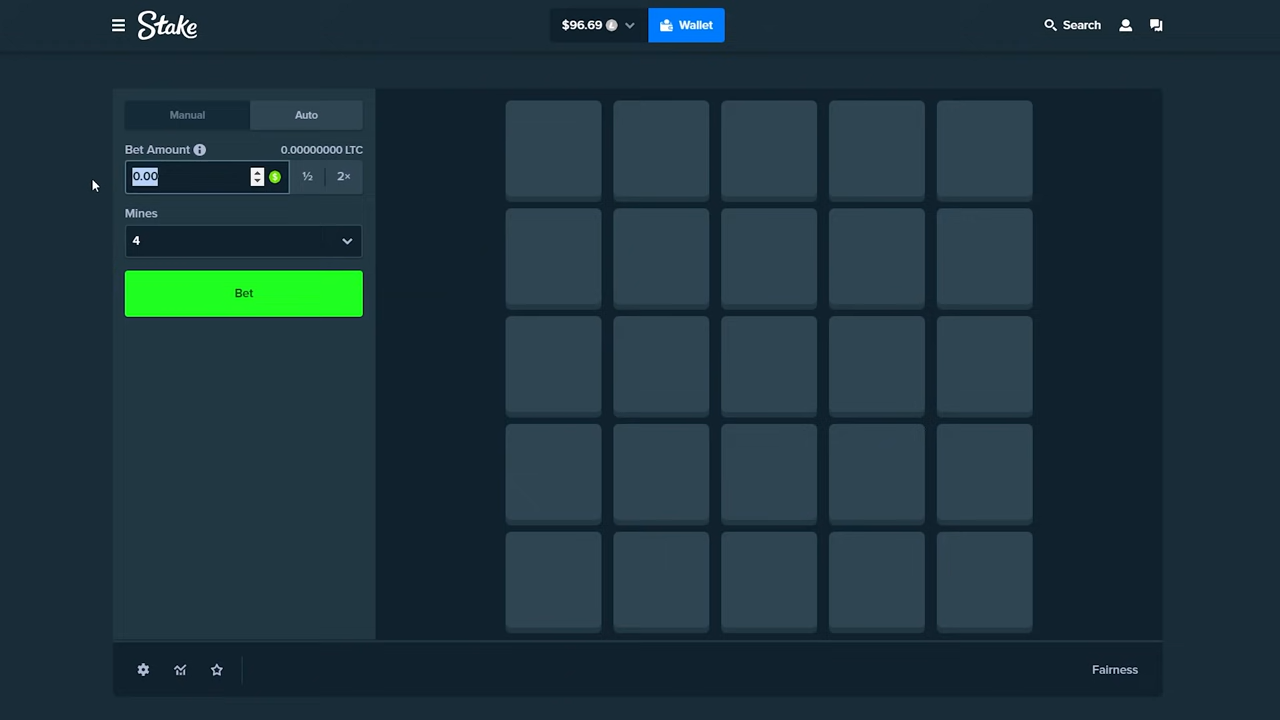 Stake
$96.69
Wallet
Search
Manual
Auto
Bet Amount
0.00000000 LTC
0.00
½
2×
Mines
4
Bet
Fairness